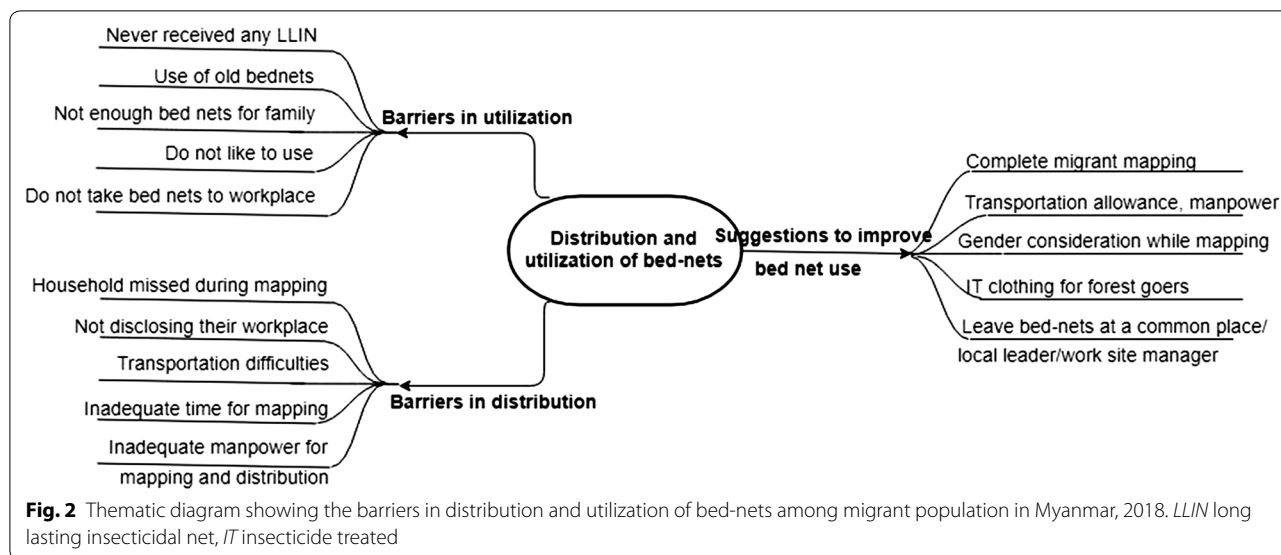 Never received any LLIN
Use of old bednets
Not enough bed nets for family
Do not like to use
Do not take bed nets to workplace
Barriers in utilization
Household missed during mapping
Not disclosing their workplace
Transportation difficulties
Inadequate time for mapping
Inadequate manpower for
mapping and distribution
Barriers in distribution
Distribution and
utilization of bed-nets
Suggestions to improve
bed net use
Complete migrant mapping
Transportation allowance, manpower
Gender consideration while mapping
IT clothing for forest goers
Leave bed-nets at a common place/
local leader/work site manager
Fig. 2 Thematic diagram showing the barriers in distribution and utilization of bed-nets among migrant population in Myanmar, 2018. LLIN long
lasting insecticidal net, IT insecticide treated